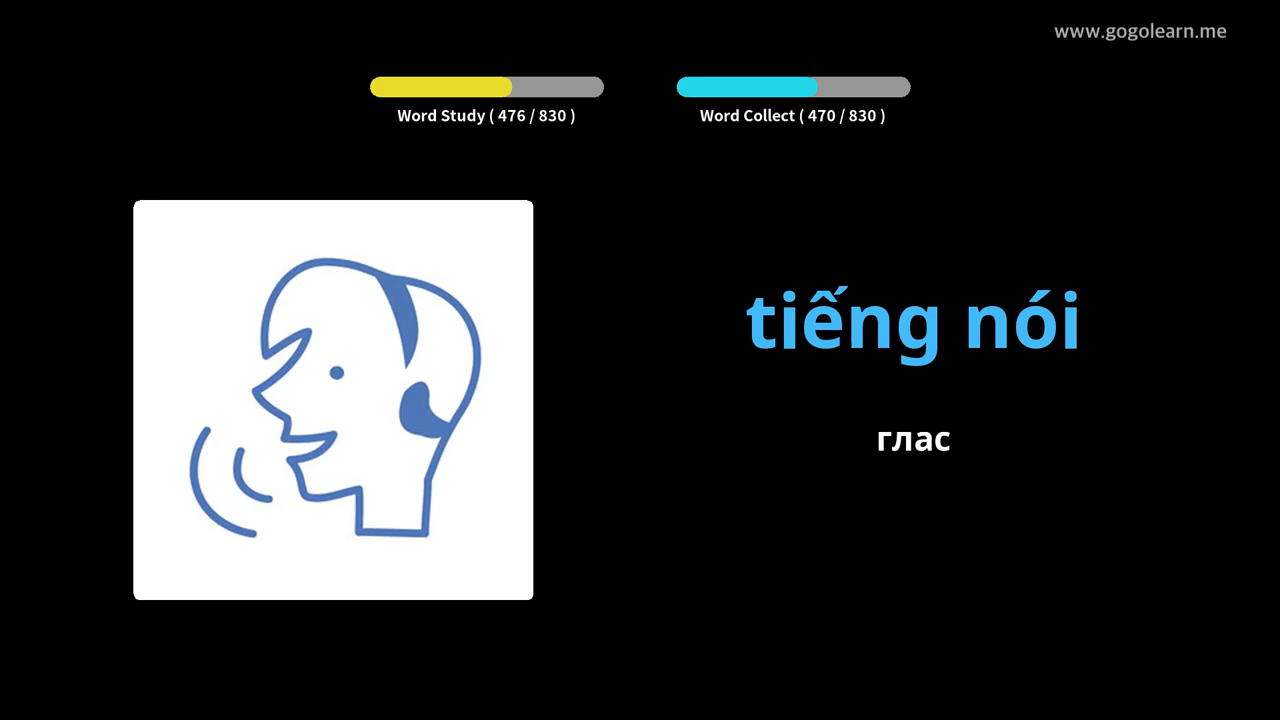 www.gogolearn.me
Word Study ( 476 / 830 )
Word Collect ( 470 / 830 )
tiếng nói
глас